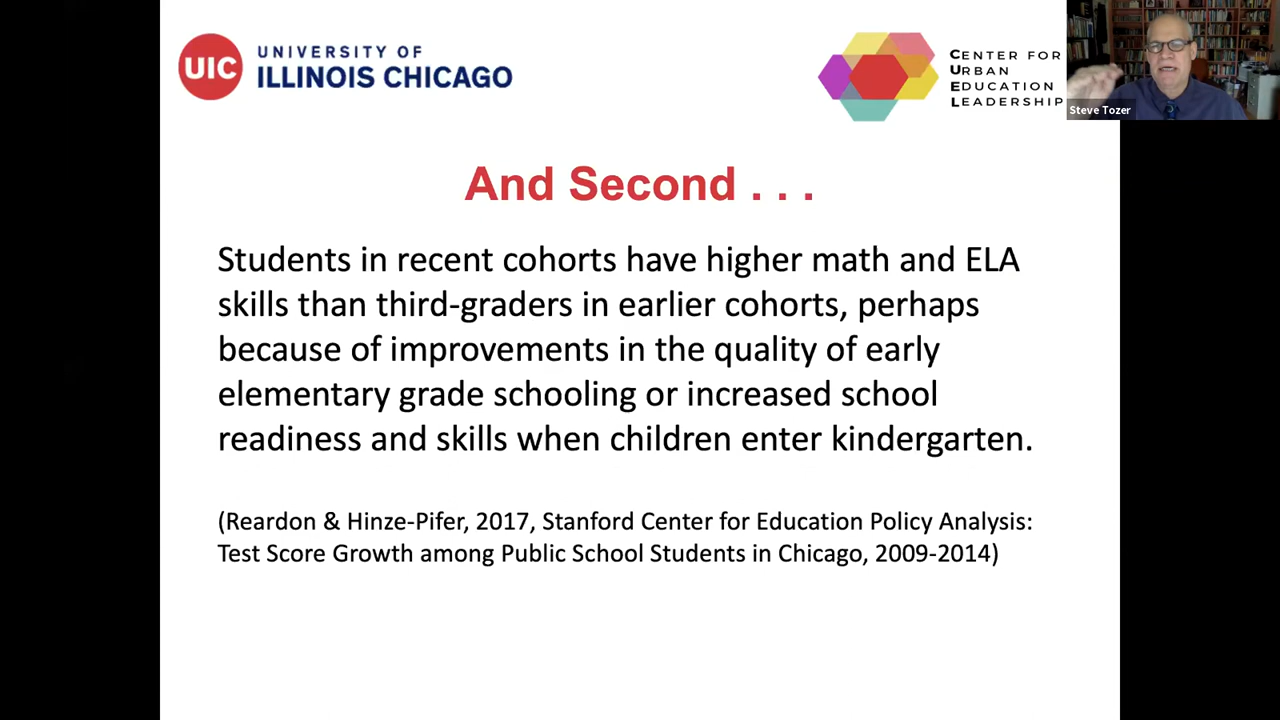 UIC
UNIVERSITY OF
ILLINOIS CHICAGO
CENTER FOR
URBAN
EDUCATION
LEADERSHIP
Steve Tozer
And Second . . .
Students in recent cohorts have higher math and ELA
skills than third-graders in earlier cohorts, perhaps
because of improvements in the quality of early
elementary grade schooling or increased school
readiness and skills when children enter kindergarten.
(Reardon & Hinze-Pifer, 2017, Stanford Center for Education Policy Analysis:
Test Score Growth among Public School Students in Chicago, 2009-2014)